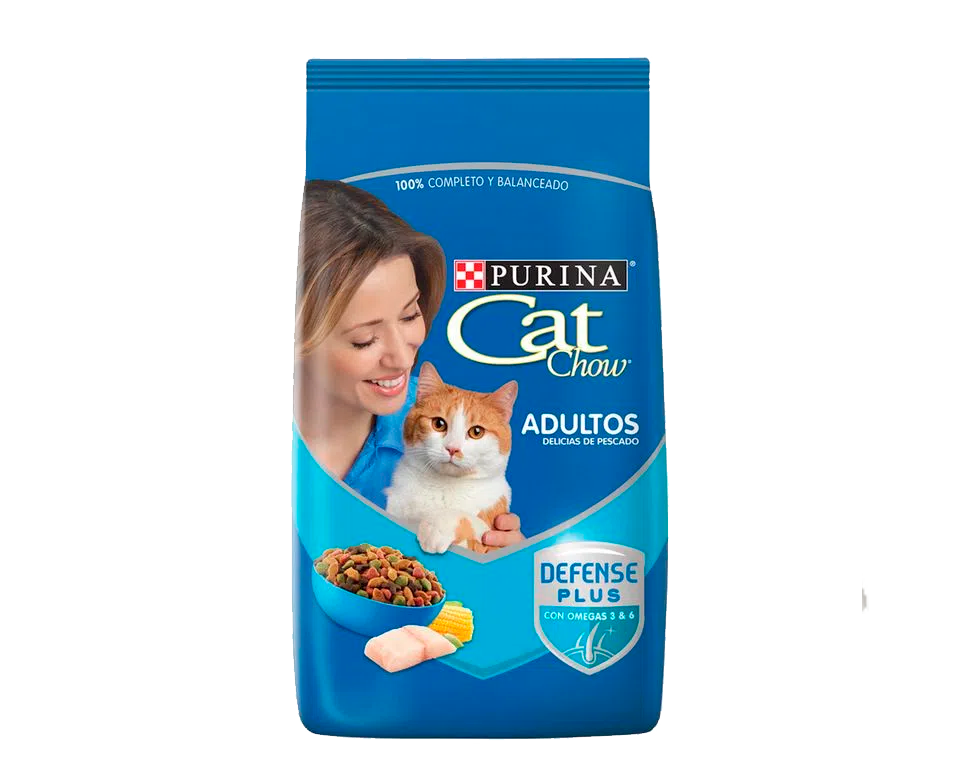 100% COMPLETO Y BALANCEADO
PURINA®
Cat
Chow®
ADULTOS
DELICIAS DE PESCADO
DEFENSE
PLUS
CON OMEGAS 3 & 6